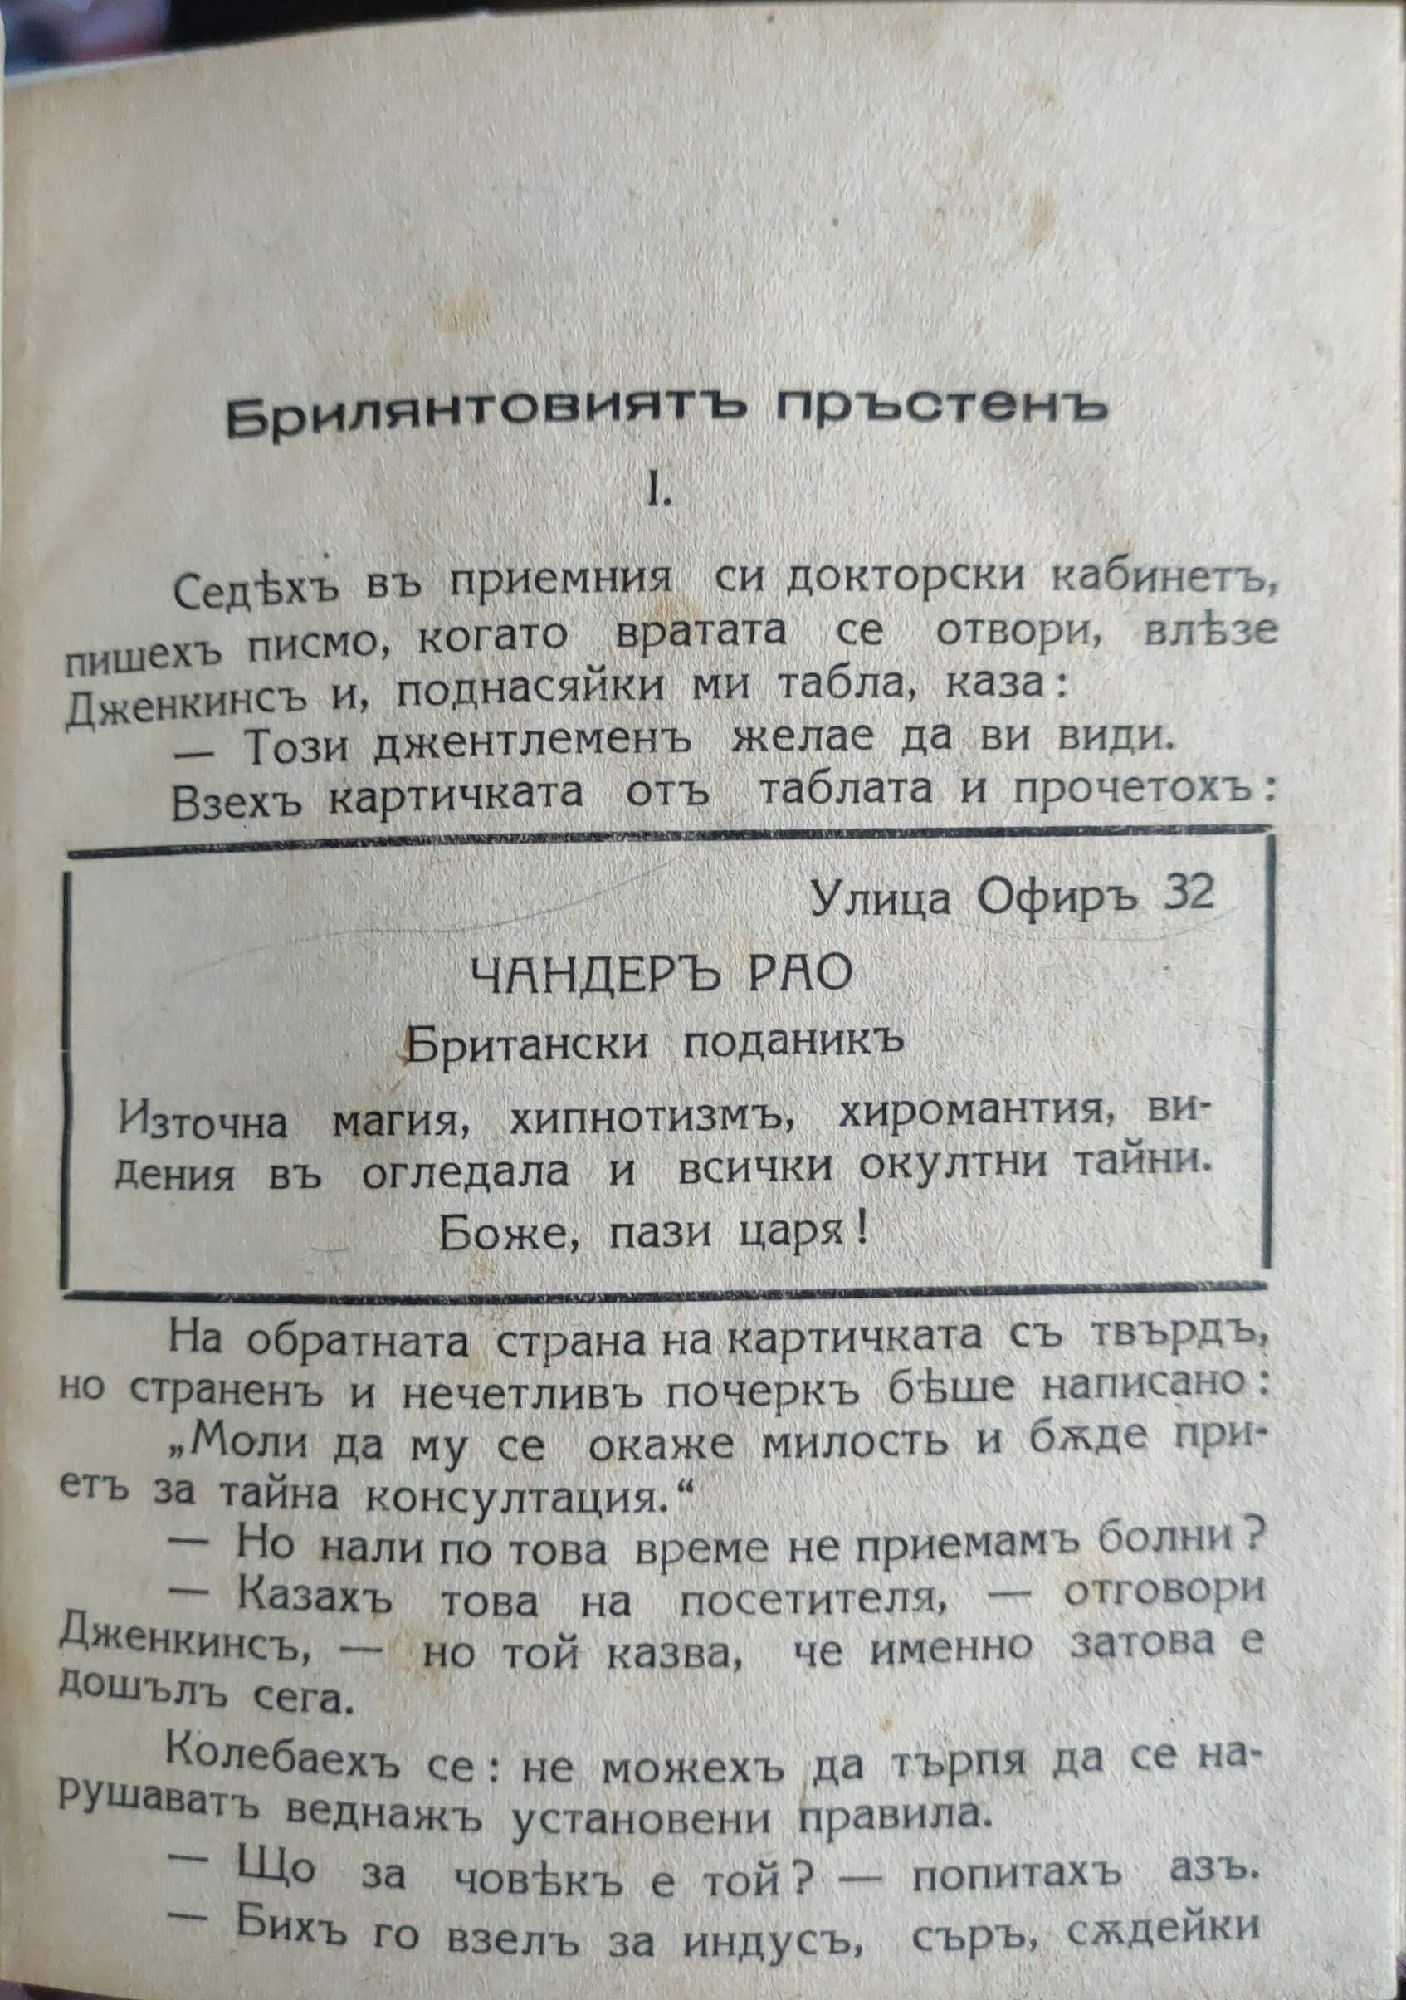 Брилянтовиятъ пръстенъ
I.
Седѣхъ въ приемния си докторски кабинетъ,
пишехъ писмо, когато вратата се отвори, влѣзе
Дженкинсъ и, поднасяйки ми табла, каза:
— Този джентлеменъ желае да ви види.
Взехъ картичката отъ таблата и прочетохъ:
Улица Офиръ 32
ЧАНДЕРЪ РАО
Британски поданикъ
Източна магия, хипнотизмъ, хиромантия, ви-
дения въ огледала и всички окултни тайни.
Боже, пази царя!
На обратната страна на картичката съ твърдъ,
но страненъ и нечетливъ почеркъ бѣше написано:
„Моли да му се окаже милость и бѫде при-
етъ за тайна консултация.“
— Но нали по това време не приемамъ болни?
— Казахъ това на посетителя, — отговори
Дженкинсъ, — но той казва, че именно затова е
дошълъ сега.
Колебаехъ се: не можехъ да търпя да се на-
рушаватъ веднажъ установени правила.
— Що за човѣкъ е той? — попитахъ азъ.
— Бихъ го взелъ за индусъ, съръ, сѫдейки